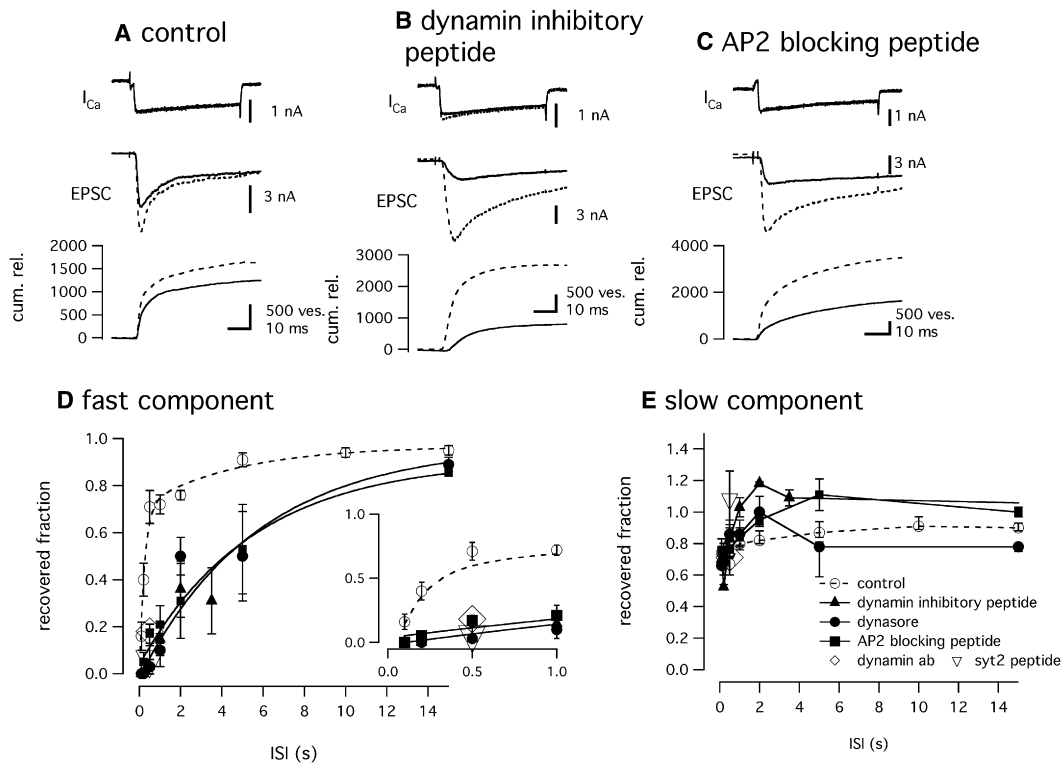 A control
B dynamin inhibitory
peptide
C AP2 blocking peptide
I Ca
1 nA
I Ca
1 nA
I Ca
1 nA
EPSC
3 nA
EPSC
3 nA
EPSC
3 nA
cum. rel.
2000
1500
1000
500
0
500 ves.
10 ms
cum. rel.
3000
2000
1000
0
500 ves.
10 ms
cum. rel.
4000
2000
0
500 ves.
10 ms
D fast component
recovered fraction
1.0
0.8
0.6
0.4
0.2
0.0
0 2 4 6 8 10 12 14
ISI (s)
1.0
0.5
0.0
0.0 0.5 1.0
E slow component
recovered fraction
1.4
1.2
1.0
0.8
0.6
0.4
0.2
0.0
control
dynamin inhibitory peptide
dynasore
AP2 blocking peptide
dynamin ab syt2 peptide
0 2 4 6 8 10 12 14
ISI (s)